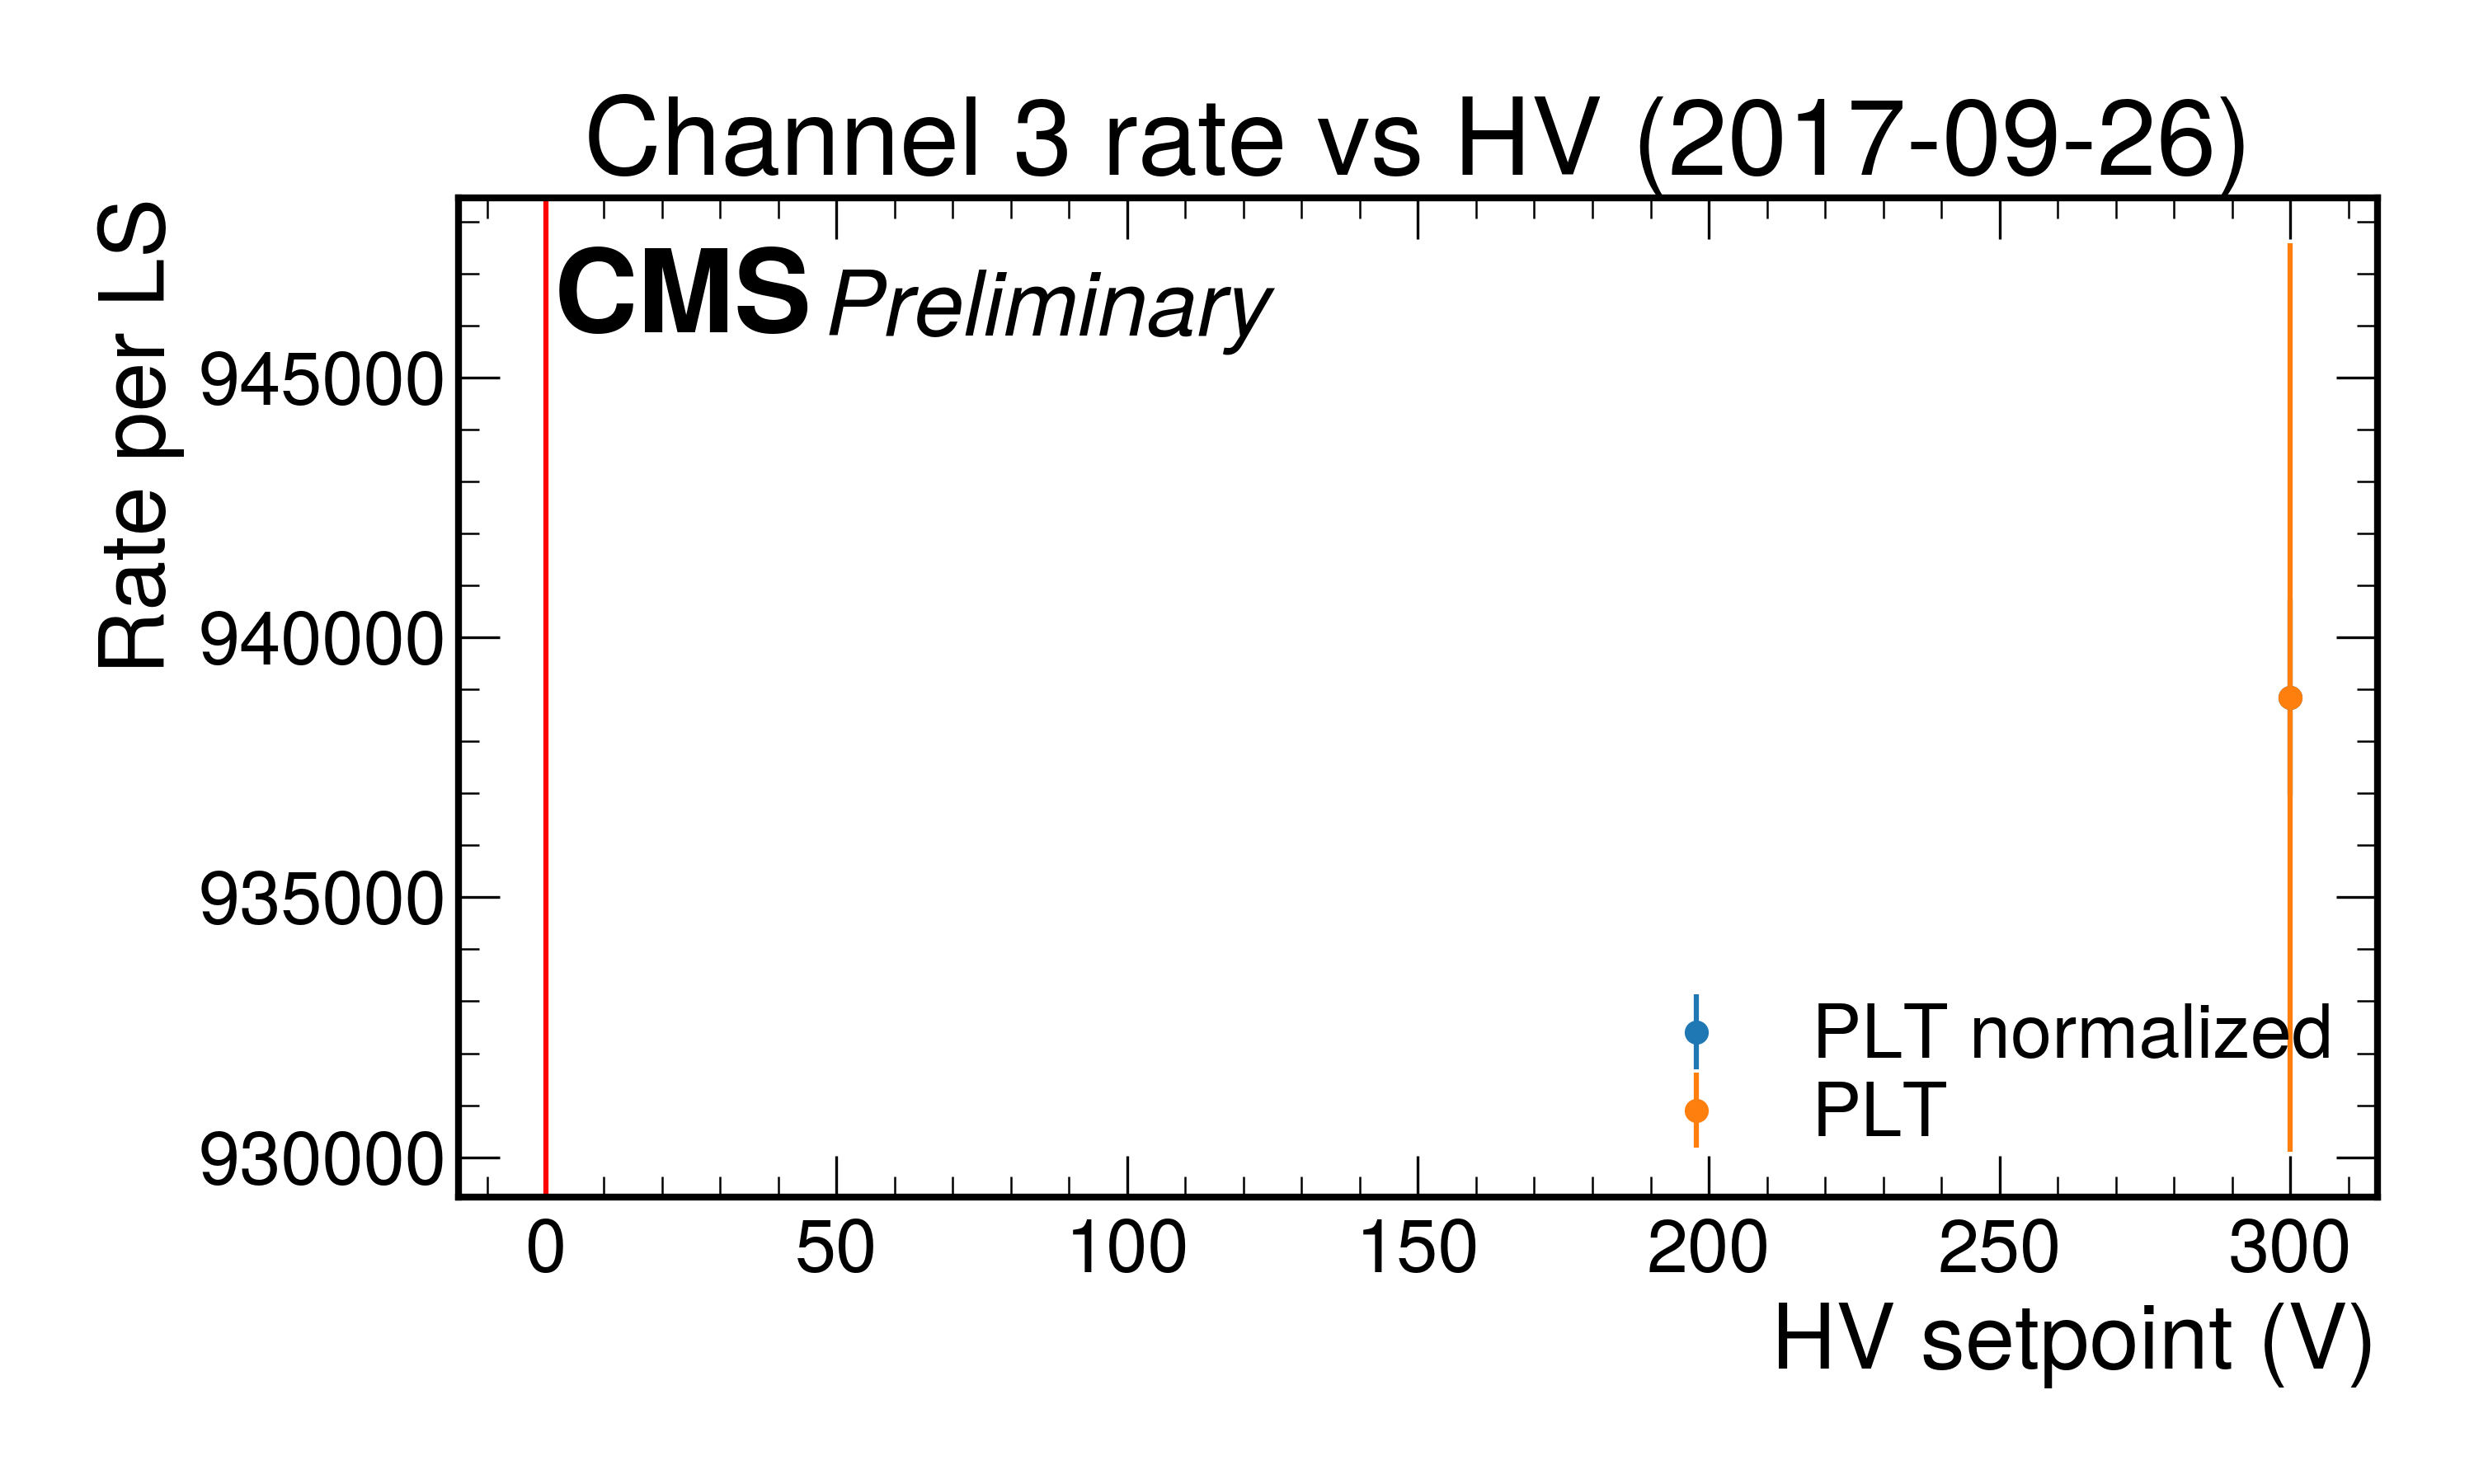 Channel 3 rate vs HV (2017-09-26)
Rate per LS
CMS Preliminary
945000
940000
935000
930000
PLT normalized
PLT
0 50 100 150 200 250 300
HV setpoint (V)